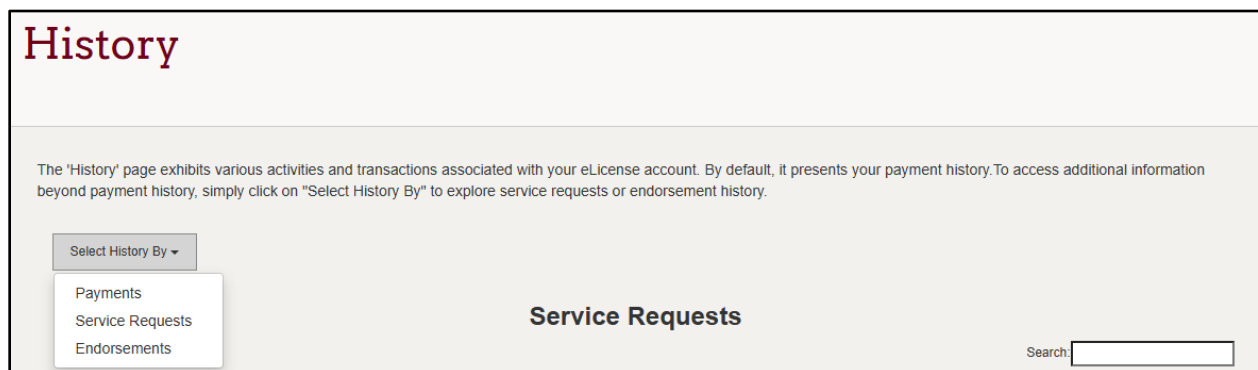 History
The 'History' page exhibits various activities and transactions associated with your eLicense account. By default, it presents your payment history.To access additional information
beyond payment history, simply click on "Select History By" to explore service requests or endorsement history.
Select History By
Payments
Service Requests
Endorsements
Service Requests
Search: